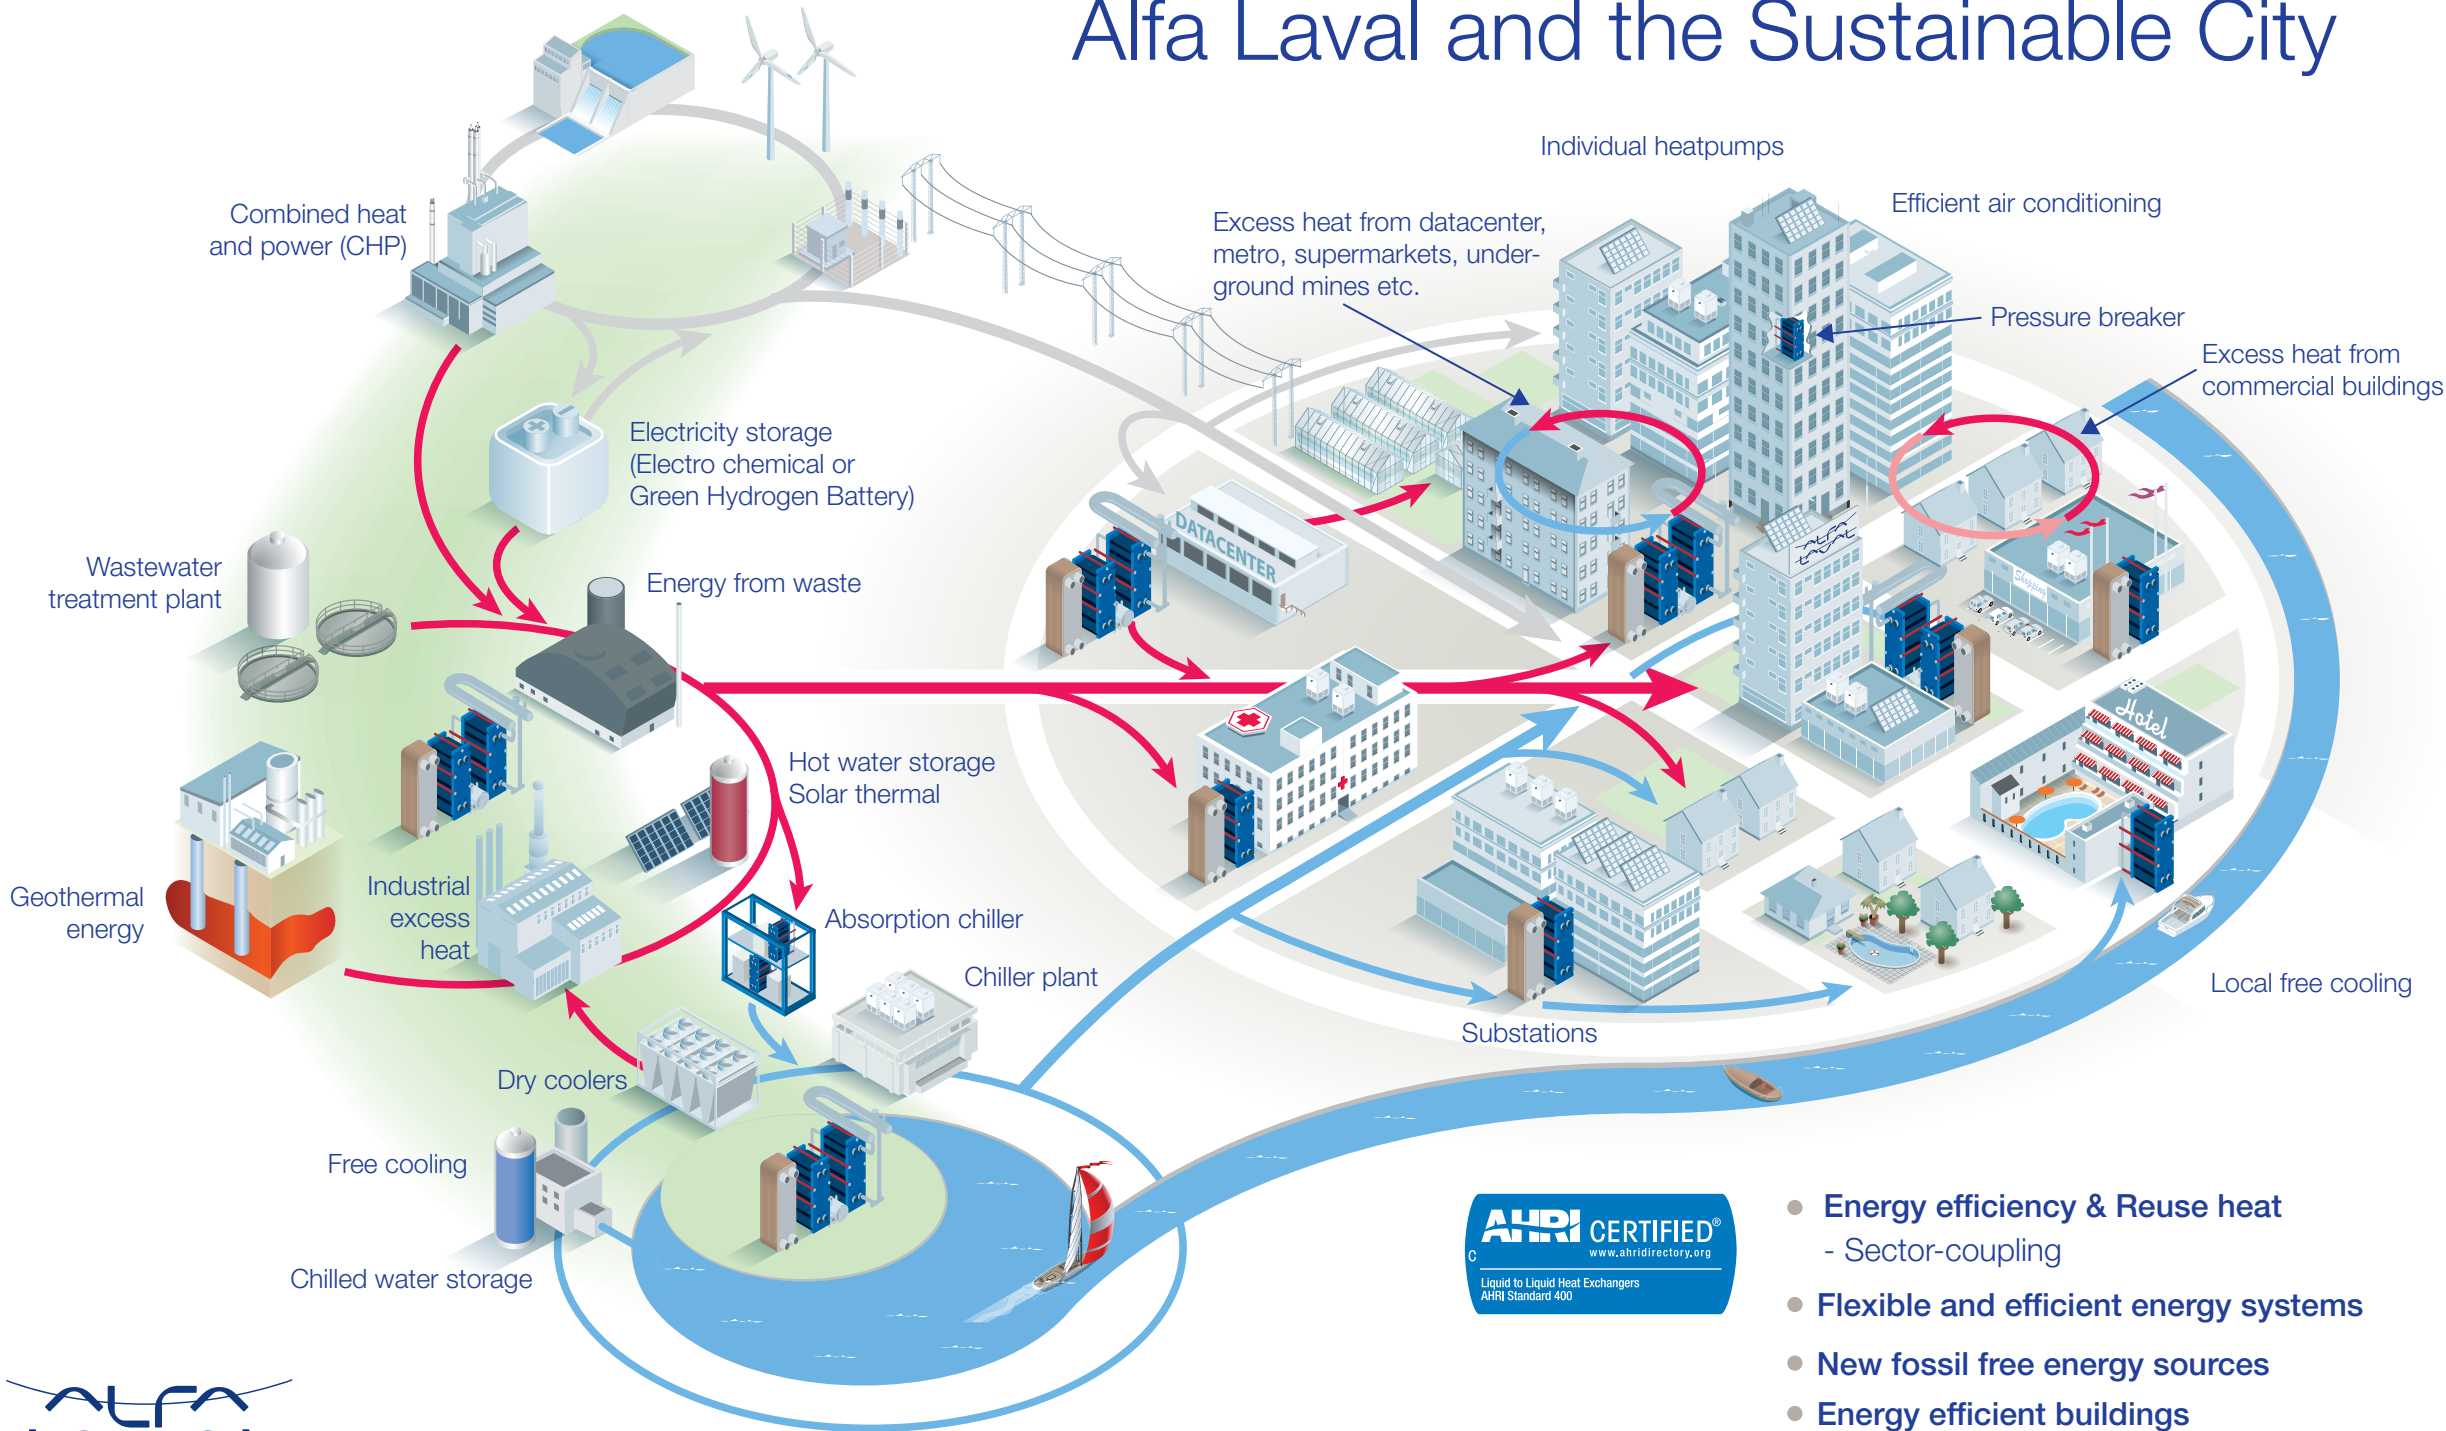 Alfa Laval and the Sustainable City
Individual heatpumps
Efficient air conditioning
Combined heat
and power (CHP)
Excess heat from datacenter,
metro, supermarkets, under-
ground mines etc.
Pressure breaker
Excess heat from
commercial buildings
Electricity storage
(Electro chemical or
Green Hydrogen Battery)
DATACENTER
ALFA
LAVAL
Wastewater
treatment plant
Energy from waste
Shopping
Hotel
Hot water storage
Solar thermal
Geothermal
energy
Industrial
excess
heat
Absorption chiller
Chiller plant
Local free cooling
Substations
Dry coolers
Free cooling
Chilled water storage
AHRI CERTIFIED®
www.ahridirectory.org
C
Liquid to Liquid Heat Exchangers
AHRI Standard 400
Energy efficiency & Reuse heat
- Sector-coupling
Flexible and efficient energy systems
New fossil free energy sources
Energy efficient buildings
ALFA